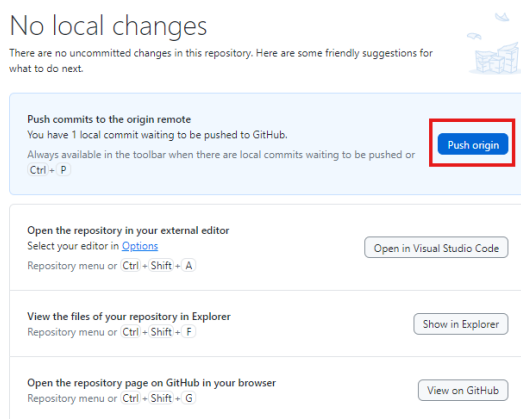 No local changes
There are no uncommitted changes in this repository. Here are some friendly suggestions for
what to do next.
Push commits to the origin remote
You have 1 local commit waiting to be pushed to GitHub.
Always available in the toolbar when there are local commits waiting to be pushed or
Ctrl + P
Push origin
Open the repository in your external editor
Select your editor in Options
Repository menu or Ctrl + Shift + A
Open in Visual Studio Code
View the files of your repository in Explorer
Repository menu or Ctrl + Shift + F
Show in Explorer
Open the repository page on GitHub in your browser
Repository menu or Ctrl + Shift + G
View on GitHub